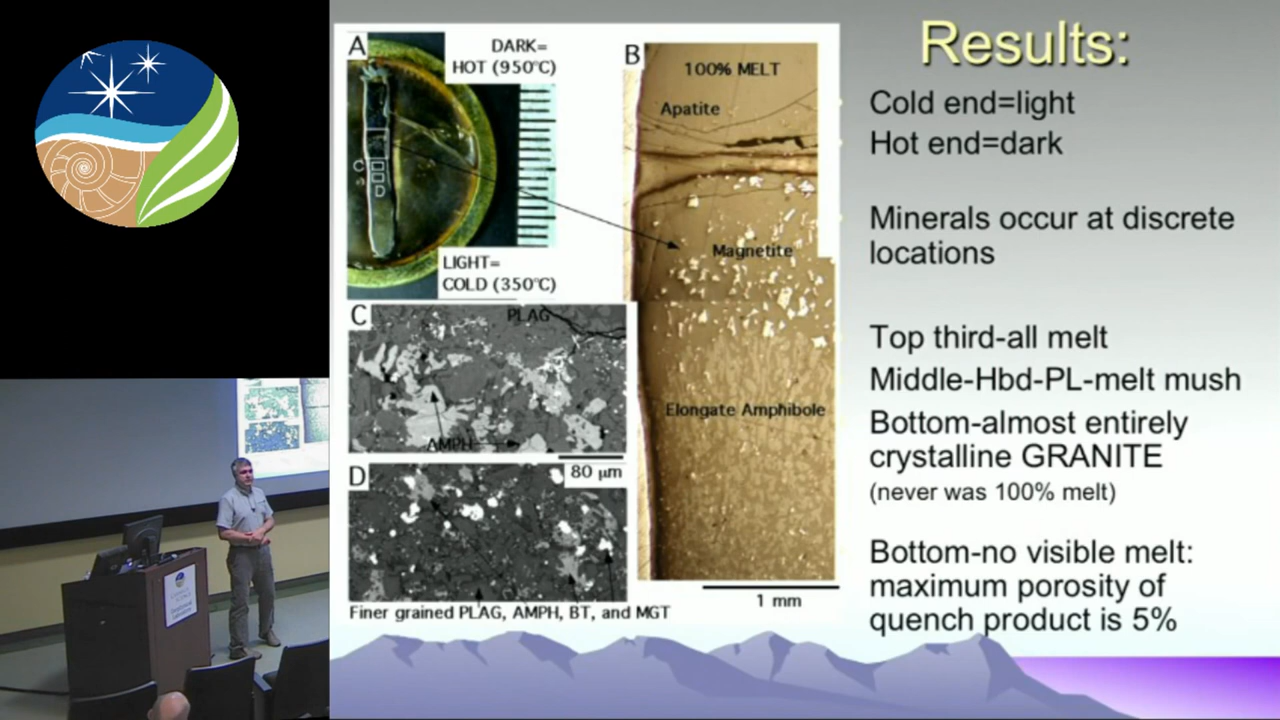 Results:
A
DARK=
HOT (950°C)
C
D
LIGHT=
COLD (350°C)
B
100% MELT
Apatite
Magnetite
Elongate Amphibole
1 mm
C
PLAG
AMPH
80 µm
D
Finer grained PLAG, AMPH, BT, and MGT
Cold end=light
Hot end=dark
Minerals occur at discrete
locations
Top third-all melt
Middle-Hbd-PL-melt mush
Bottom-almost entirely
crystalline GRANITE
(never was 100% melt)
Bottom-no visible melt:
maximum porosity of
quench product is 5%